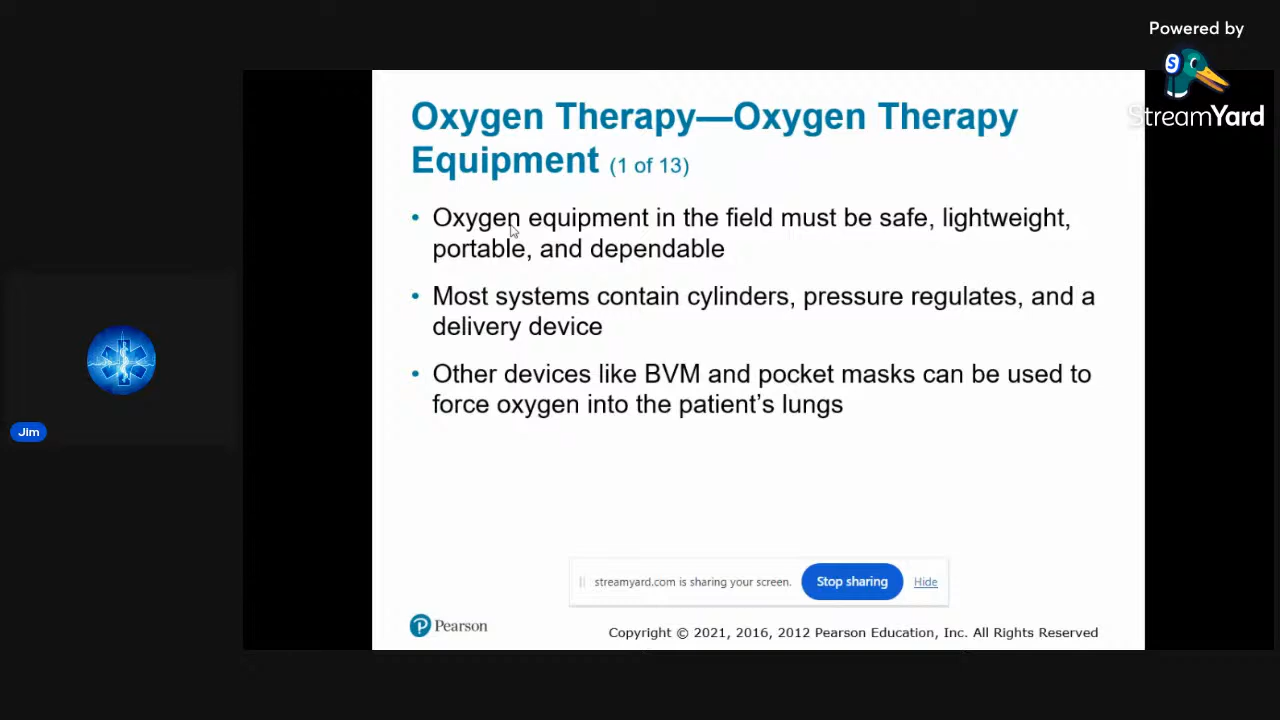 Powered by
StreamYard
Oxygen Therapy—Oxygen Therapy
Equipment (1 of 13)
• Oxygen equipment in the field must be safe, lightweight,
portable, and dependable
• Most systems contain cylinders, pressure regulates, and a
delivery device
• Other devices like BVM and pocket masks can be used to
force oxygen into the patient's lungs
Jim
streamyard.com is sharing your screen. Stop sharing Hide
Pearson
Copyright © 2021, 2016, 2012 Pearson Education, Inc. All Rights Reserved